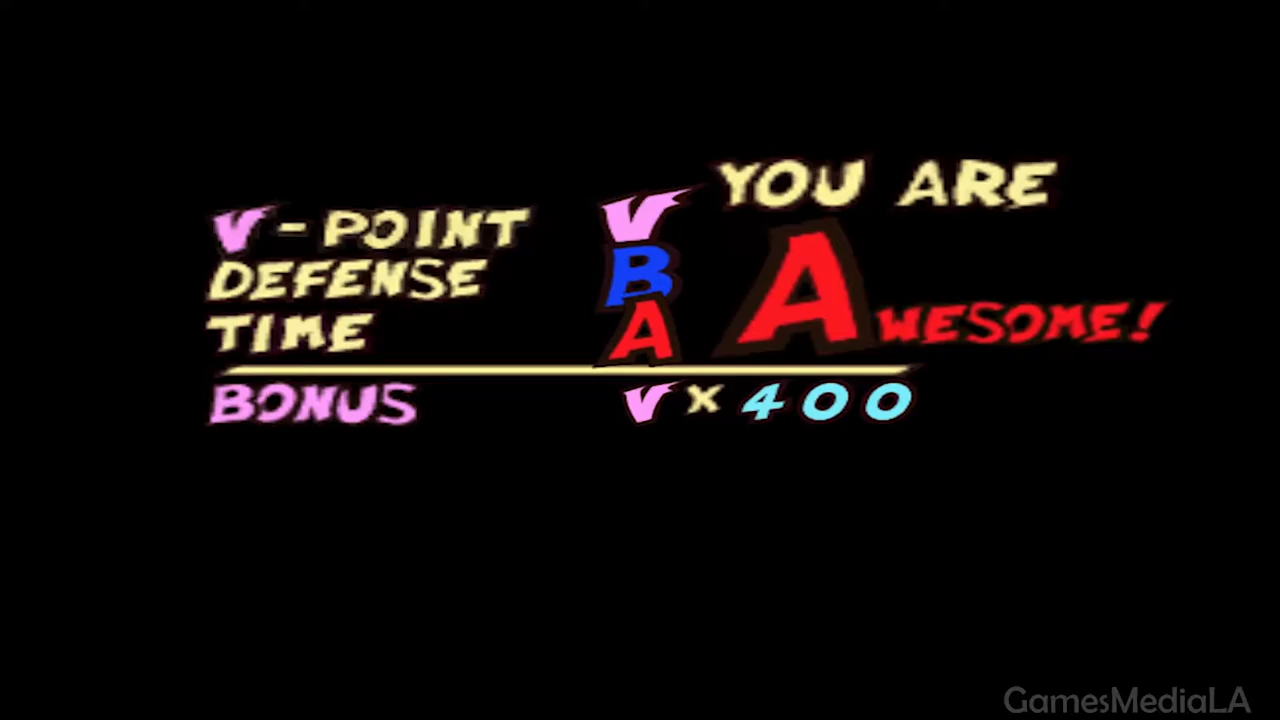 YOU ARE
V-POINT V
DEFENSE B
TIME A
AWESOME!
BONUS V x 400
GamesMediaLA